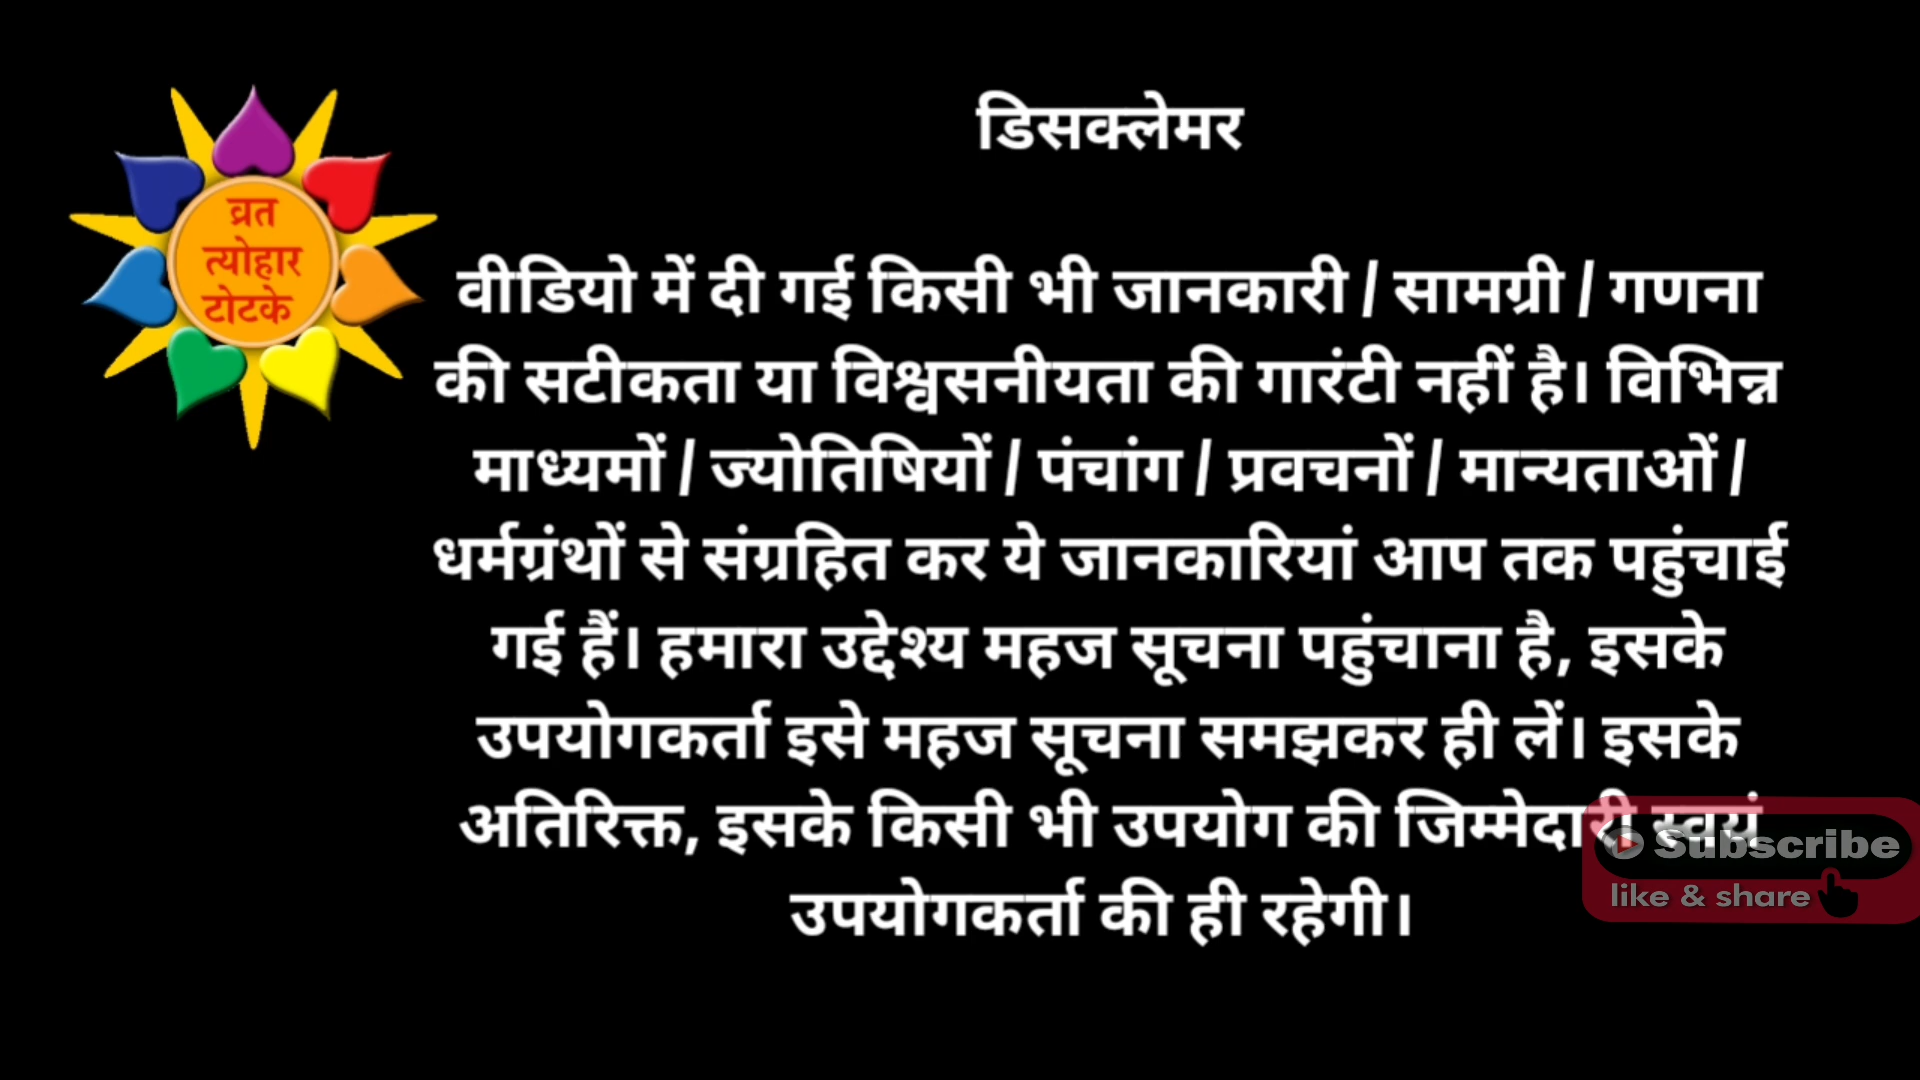 डिसक्लेमर
व्रत
त्योहार
टोटके
वीडियो में दी गई किसी भी जानकारी / सामग्री / गणना
की सटीकता या विश्वसनीयता की गारंटी नहीं है। विभिन्न
माध्यमों / ज्योतिषियों / पंचांग / प्रवचनों / मान्यताओं /
धर्मग्रंथों से संग्रहित कर ये जानकारियां आप तक पहुंचाई
गई हैं। हमारा उद्देश्य महज सूचना पहुंचाना है, इसके
उपयोगकर्ता इसे महज सूचना समझकर ही लें। इसके
अतिरिक्त, इसके किसी भी उपयोग की जिम्मेदारी स्वयं
उपयोगकर्ता की ही रहेगी।
Subscribe
like & share